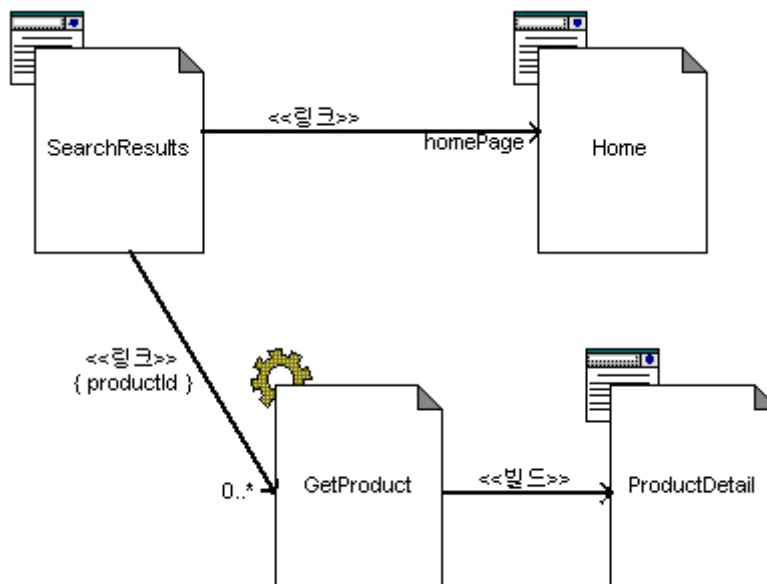 <<링크>>
SearchResults
homePage
Home
<<링크>>
{ productId }
0..*
GetProduct
<<빌드>>
ProductDetail